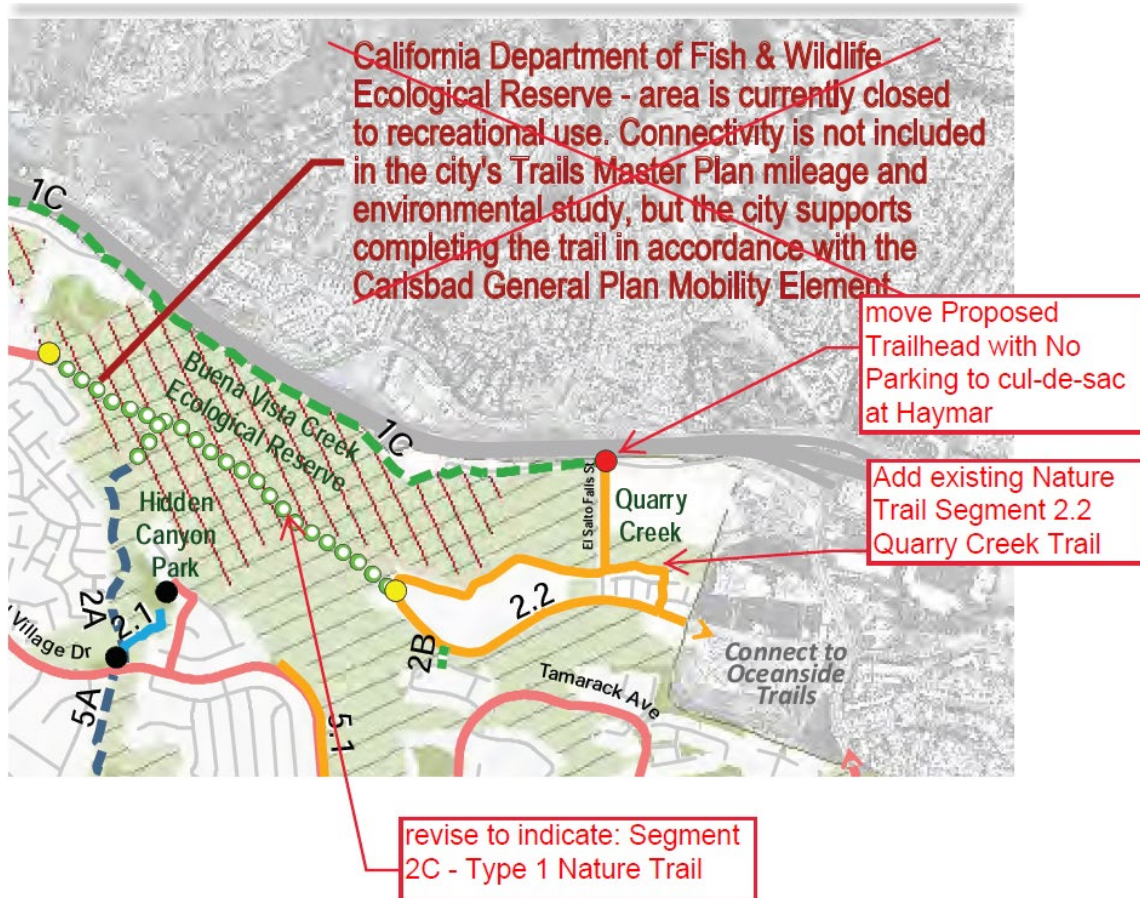 California Department of Fish & Wildlife
Ecological Reserve - area is currently closed
to recreational use. Connectivity is not included
in the city's Trails Master Plan mileage and
environmental study, but the city supports
completing the trail in accordance with the
Carlsbad General Plan Mobility Element
1C
move Proposed
Trailhead with No
Parking to cul-de-sac
at Haymar
Buena Vista Creek
Ecological Reserve
1C
El Salto Falls St
Quarry
Creek
Add existing Nature
Trail Segment 2.2
Quarry Creek Trail
Hidden
Canyon
Park
2A
2.1
2.2
2B
Village Dr
5A
5.1
Tamarack Ave
Connect to
Oceanside
Trails
revise to indicate: Segment
2C - Type 1 Nature Trail